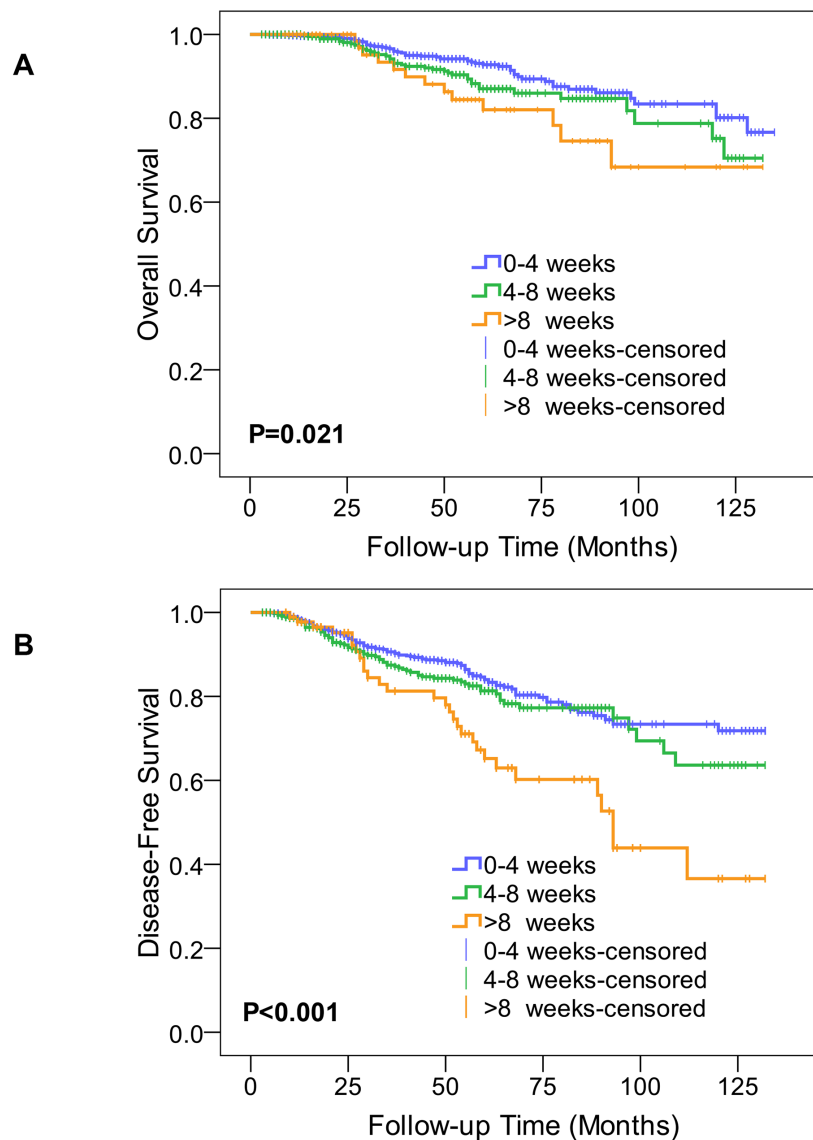 A
1.0
0.8
0.6
0.4
0.2
0.0
Overall Survival
0-4 weeks
4-8 weeks
>8  weeks
0-4 weeks-censored
4-8 weeks-censored
>8  weeks-censored
P=0.021
0 25 50 75 100 125
Follow-up Time (Months)
B
1.0
0.8
0.6
0.4
0.2
0.0
Disease-Free Survival
0-4 weeks
4-8 weeks
>8  weeks
0-4 weeks-censored
4-8 weeks-censored
>8  weeks-censored
P<0.001
0 25 50 75 100 125
Follow-up Time (Months)